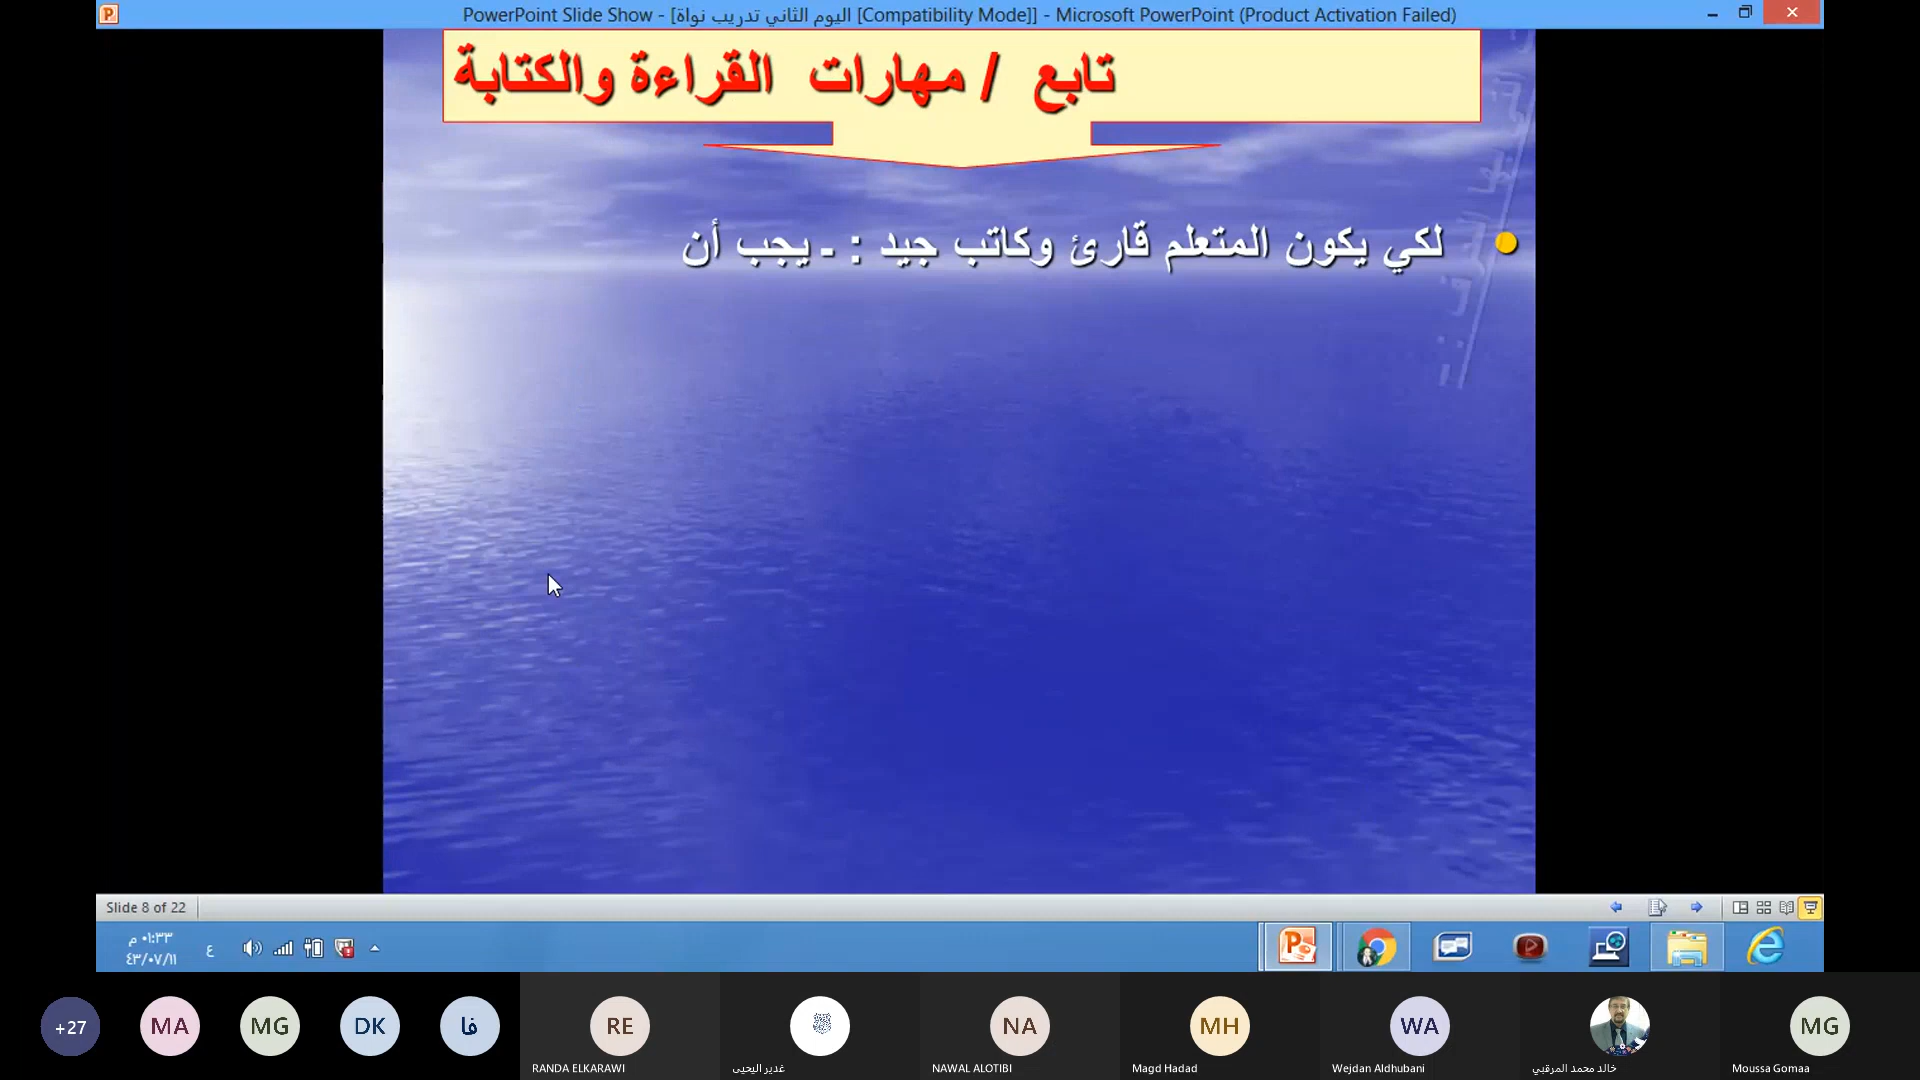 PowerPoint Slide Show - [اليوم الثاني تدريب نواة [Compatibility Mode]] - Microsoft PowerPoint (Product Activation Failed)
تابع / مهارات القراءة والكتابة
لكي يكون المتعلم قارئ وكاتب جيد : - يجب أن
Slide 8 of 22
٠١:٣٣ م
ع
٤٣/٠٧/١١
+27
MA
MG
DK
فا
RE
NA
MH
WA
MG
RANDA ELKARAWI
غدير اليحيى
NAWAL ALOTIBI
Magd Hadad
Wejdan Aldhubani
خالد محمد المرقبي
Moussa Gomaa